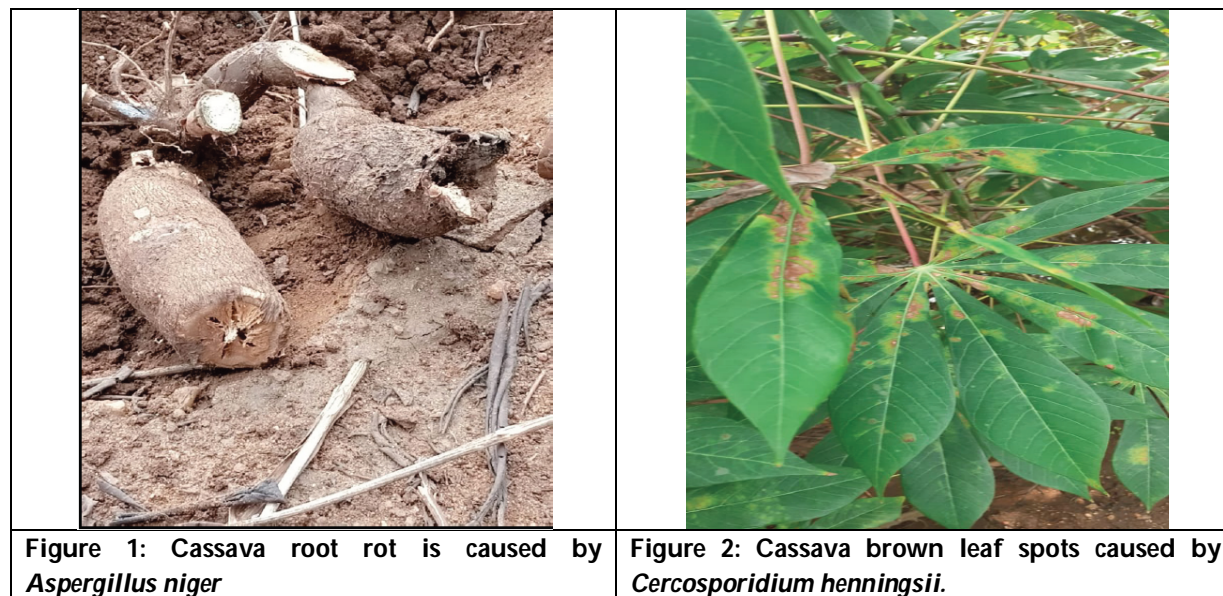 Figure 1: Cassava root rot is caused by
Aspergillus niger
Figure 2: Cassava brown leaf spots caused by
Cercosporidium henningsii.